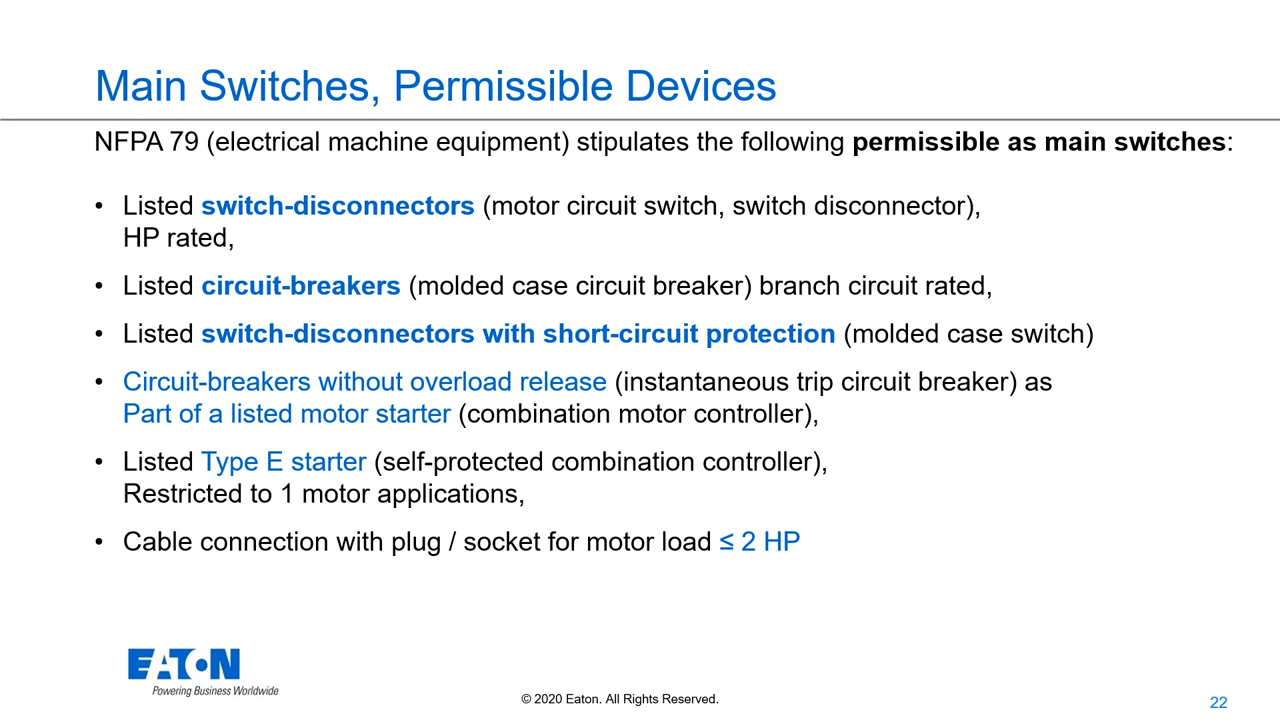 Main Switches, Permissible Devices
NFPA 79 (electrical machine equipment) stipulates the following permissible as main switches:
• Listed switch-disconnectors (motor circuit switch, switch disconnector),
HP rated,
• Listed circuit-breakers (molded case circuit breaker) branch circuit rated,
• Listed switch-disconnectors with short-circuit protection (molded case switch)
• Circuit-breakers without overload release (instantaneous trip circuit breaker) as
Part of a listed motor starter (combination motor controller),
• Listed Type E starter (self-protected combination controller),
Restricted to 1 motor applications,
• Cable connection with plug / socket for motor load ≤ 2 HP
EATON
Powering Business Worldwide
© 2020 Eaton. All Rights Reserved.
22